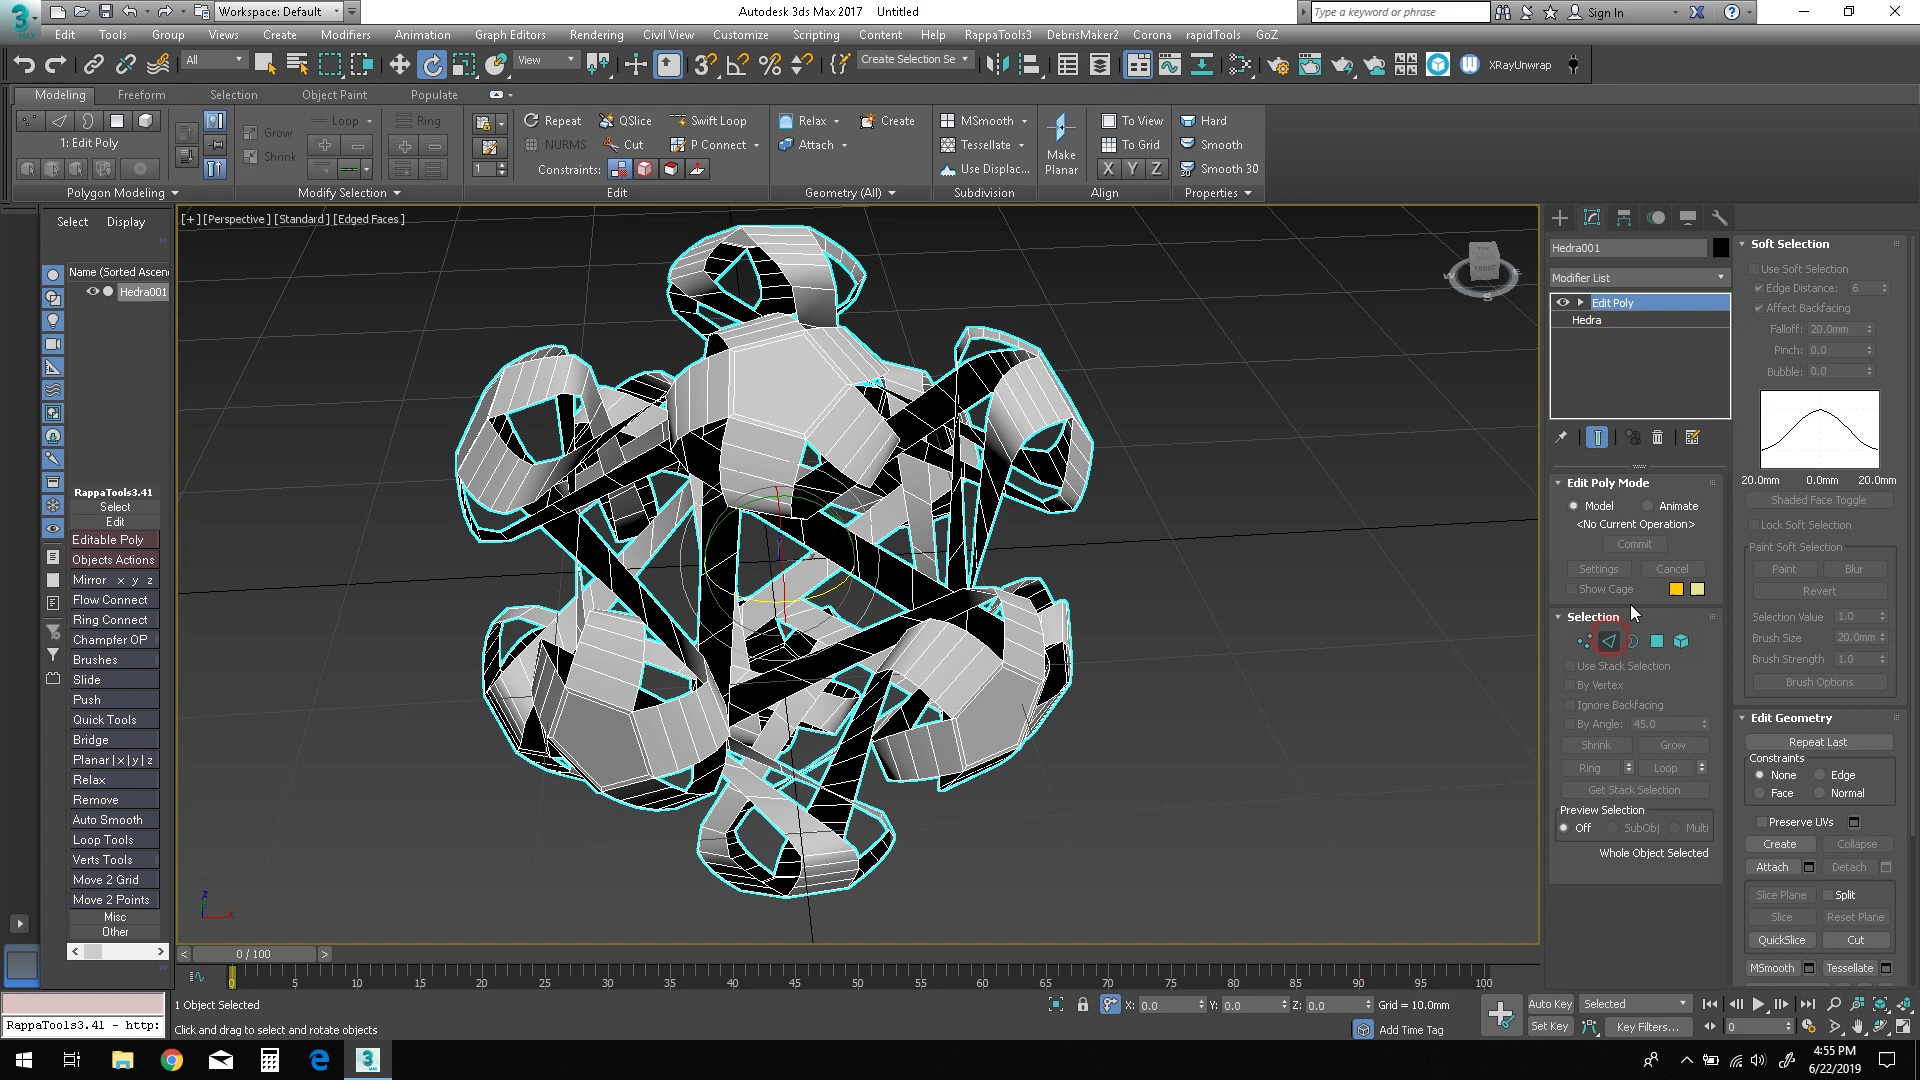 Workspace: Default
Autodesk 3ds Max 2017 Untitled
Type a keyword or phrase
Sign In
MAX
Edit Tools Group Views Create Modifiers Animation Graph Editors Rendering Civil View Customize Scripting Content Help RappaTools3 DebrisMaker2 Corona rapidTools GoZ
All
View
Create Selection Se
XRayUnwrap
Modeling Freeform Selection Object Paint Populate
1: Edit Poly
Polygon Modeling
Grow
Shrink
Loop
Ring
Modify Selection
Repeat QSlice Swift Loop
NURMS Cut P Connect
1
Constraints:
Edit
Relax Create
Attach
Geometry (All)
MSmooth
Tessellate
Use Displac...
Subdivision
Make Planar
To View
To Grid
X Y Z
Align
Hard
Smooth
Smooth 30
Properties
Select Display
Name (Sorted Ascen
Hedra001
RappaTools3.41
Select
Edit
Editable Poly
Objects Actions
Mirror x y z
Flow Connect
Ring Connect
Champfer OP
Brushes
Slide
Push
Quick Tools
Bridge
Planar|x|y|z
Relax
Remove
Auto Smooth
Loop Tools
Verts Tools
Move 2 Grid
Move 2 Points
Misc
Other
[+] [Perspective ] [Standard ] [Edged Faces ]
FRONT
Hedra001
Modifier List
Edit Poly
Hedra
Edit Poly Mode
Model Animate
<No Current Operation>
Commit
Settings Cancel
Show Cage
Selection
Use Stack Selection
By Vertex
Ignore Backfacing
By Angle: 45.0
Shrink Grow
Ring Loop
Get Stack Selection
Preview Selection
Off SubObj Multi
Whole Object Selected
Soft Selection
Use Soft Selection
Edge Distance: 6
Affect Backfacing
Falloff: 20.0mm
Pinch: 0.0
Bubble: 0.0
20.0mm 0.0mm 20.0mm
Shaded Face Toggle
Lock Soft Selection
Paint Soft Selection
Paint Blur
Revert
Selection Value 1.0
Brush Size 20.0mm
Brush Strength 1.0
Brush Options
Edit Geometry
Repeat Last
Constraints
None Edge
Face Normal
Preserve UVs
Create Collapse
Attach Detach
Slice Plane Split
Slice Reset Plane
QuickSlice Cut
MSmooth Tessellate
0 / 100
0 5 10 15 20 25 30 35 40 45 50 55 60 65 70 75 80 85 90 95 100
1 Object Selected
X: 0.0 Y: 0.0 Z: 0.0 Grid = 10.0mm
Auto Key Selected
RappaTools3.41 - http:
Click and drag to select and rotate objects
Add Time Tag
Set Key Key Filters...
0
4:55 PM
6/22/2019